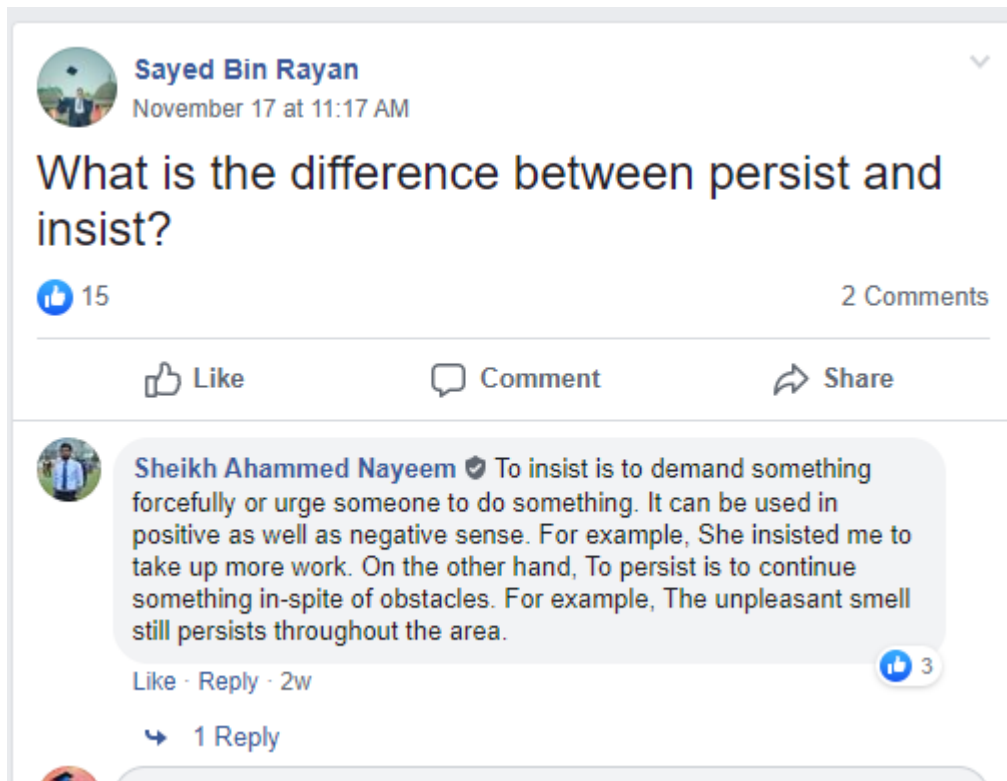 Sayed Bin Rayan
November 17 at 11:17 AM
What is the difference between persist and
insist?
15
2 Comments
Like
Comment
Share
Sheikh Ahammed Nayeem To insist is to demand something
forcefully or urge someone to do something. It can be used in
positive as well as negative sense. For example, She insisted me to
take up more work. On the other hand, To persist is to continue
something in-spite of obstacles. For example, The unpleasant smell
still persists throughout the area.
3
Like · Reply · 2w
1 Reply